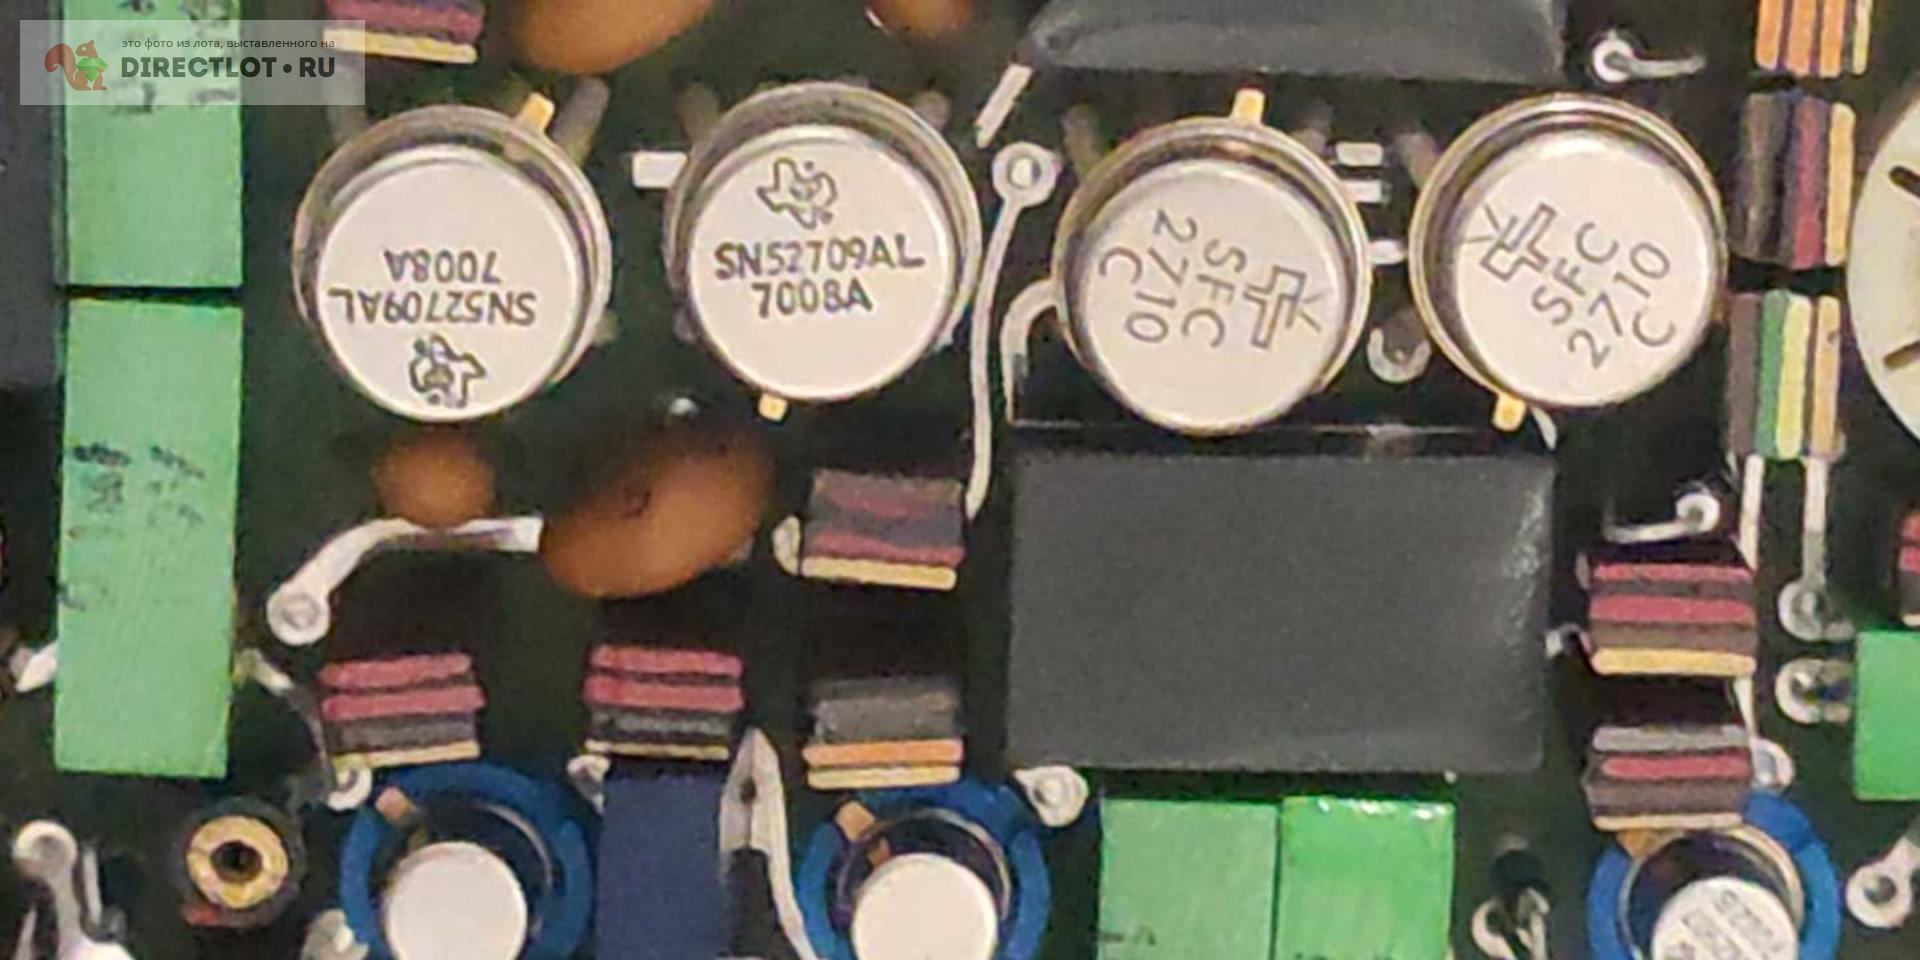 это фото из лота, выставленного на
DIRECTLOT.RU
SN52709AL
7008A
SN52709AL
7008A
SFC
2710
C
SFC
2710
C